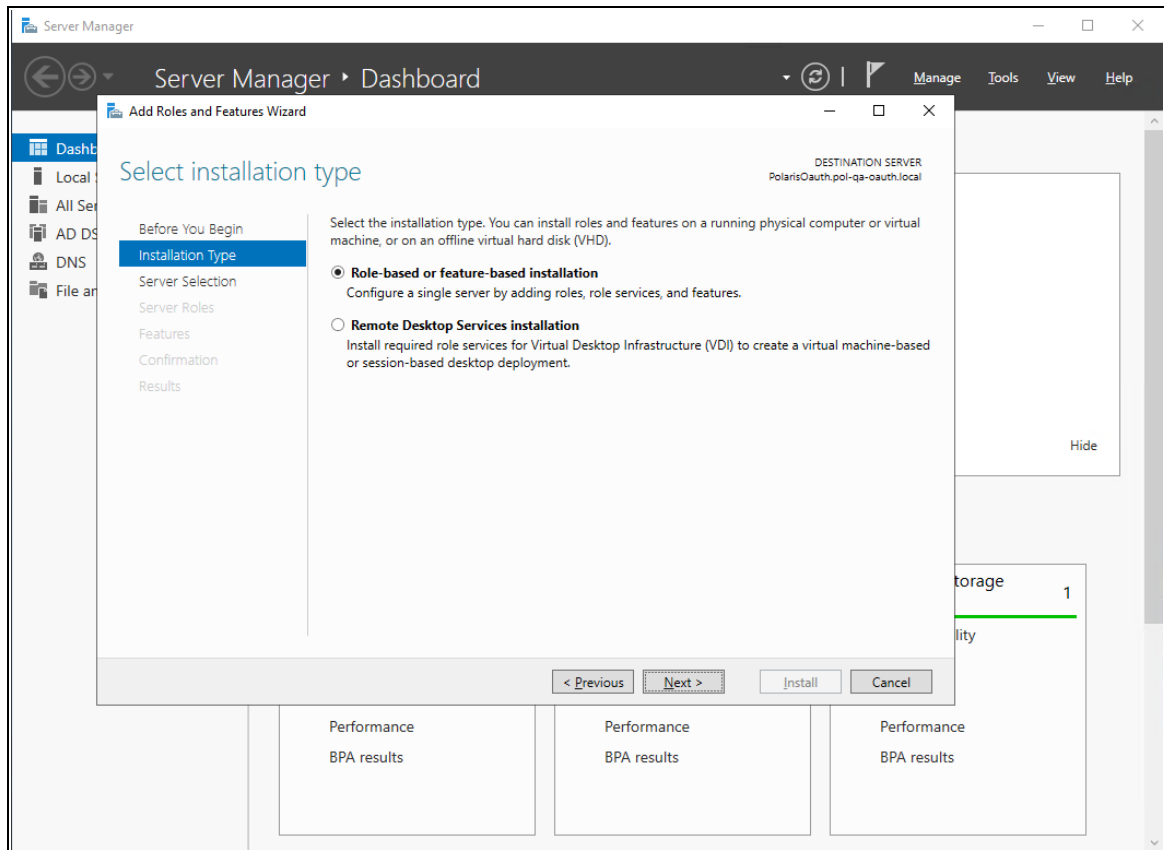 Server Manager
Server Manager • Dashboard
Manage Tools View Help
Add Roles and Features Wizard
Select installation type
DESTINATION SERVER
PolarisOauth.pol-qa-oauth.local
Dashb
Local
All Ser
AD DS
DNS
File an
Before You Begin
Installation Type
Server Selection
Server Roles
Features
Confirmation
Results
Select the installation type. You can install roles and features on a running physical computer or virtual
machine, or on an offline virtual hard disk (VHD).
Role-based or feature-based installation
Configure a single server by adding roles, role services, and features.
Remote Desktop Services installation
Install required role services for Virtual Desktop Infrastructure (VDI) to create a virtual machine-based
or session-based desktop deployment.
Hide
torage
1
lity
< Previous Next > Install Cancel
Performance Performance Performance
BPA results BPA results BPA results